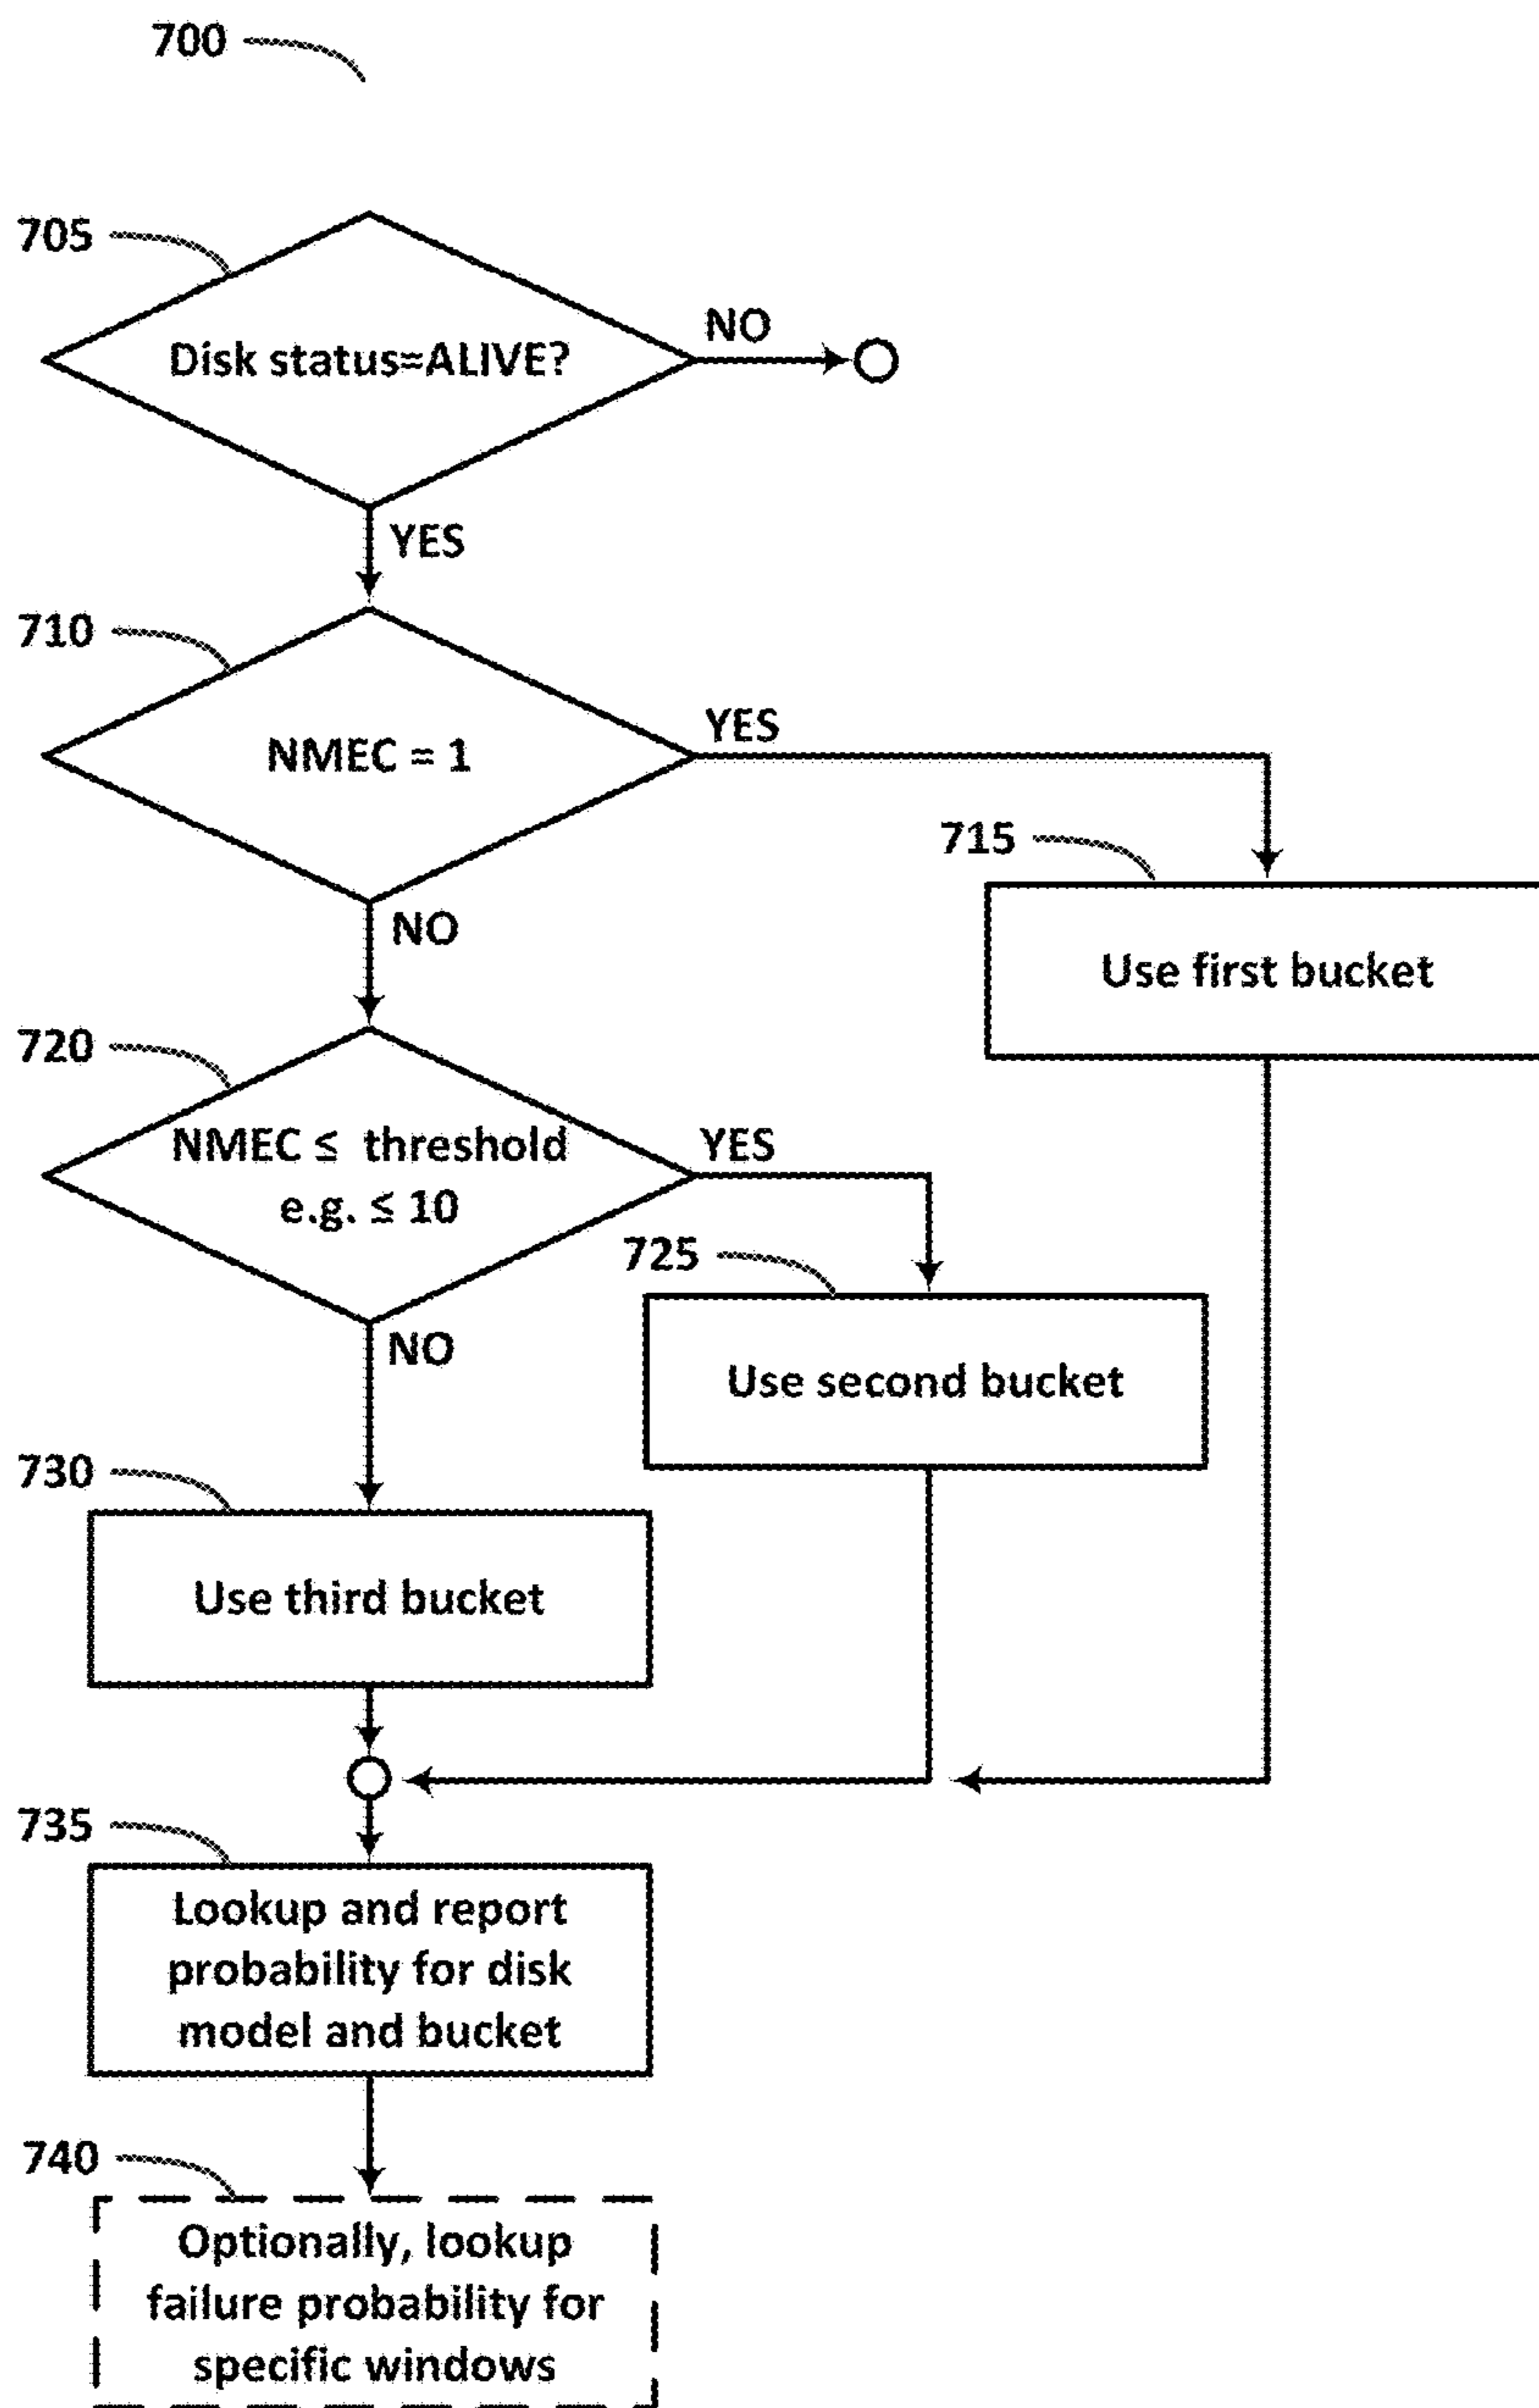 700
705
Disk status=ALIVE?
NO
YES
710
NMEC = 1
YES
NO
715
Use first bucket
720
NMEC ≤ threshold
e.g. ≤ 10
YES
NO
725
Use second bucket
730
Use third bucket
735
Lookup and report
probability for disk
model and bucket
740
Optionally, lookup
failure probability for
specific windows